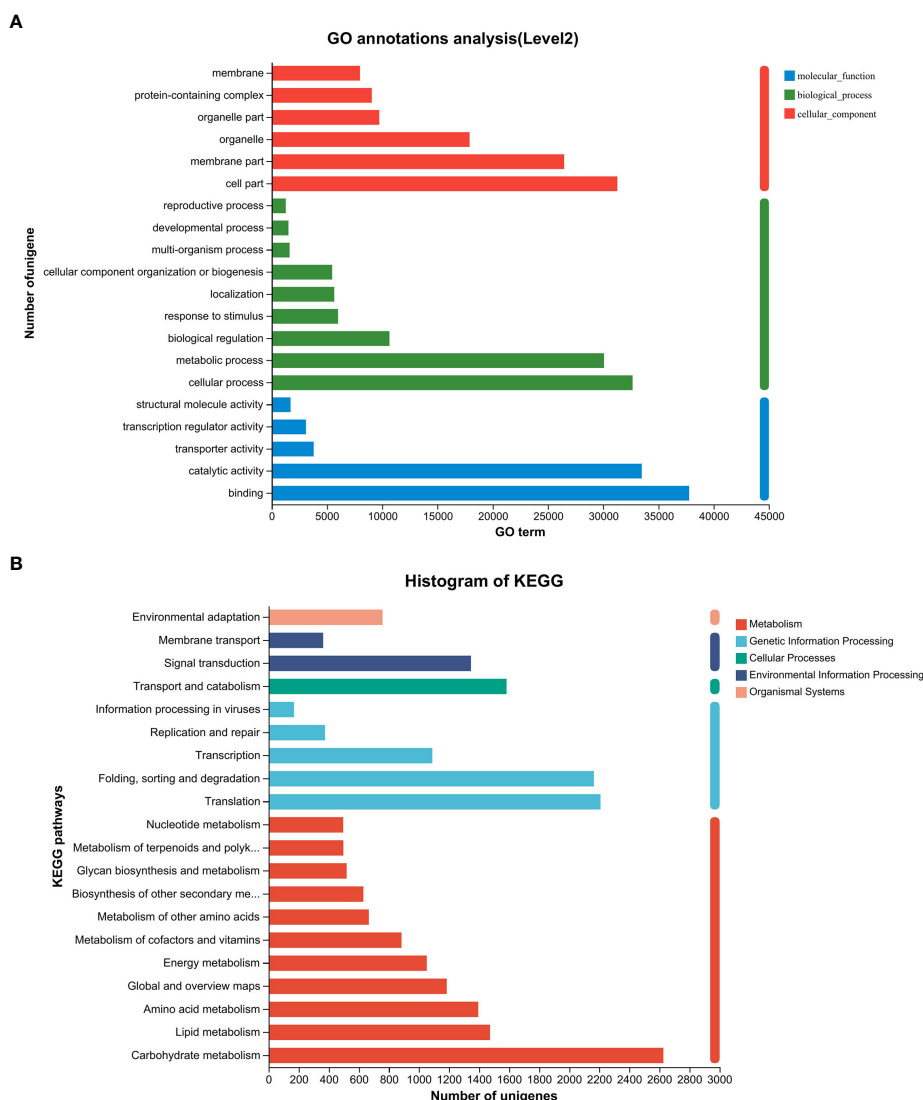 A
GO annotations analysis(Level2)
membrane
protein-containing complex
organelle part
organelle
membrane part
cell part
reproductive process
developmental process
multi-organism process
cellular component organization or biogenesis
localization
response to stimulus
biological regulation
metabolic process
cellular process
structural molecule activity
transcription regulator activity
transporter activity
catalytic activity
binding
Number ofunigene
0 5000 10000 15000 20000 25000 30000 35000 40000 45000
GO term
molecular_function
biological_process
cellular_component
B
Histogram of KEGG
Environmental adaptation
Membrane transport
Signal transduction
Transport and catabolism
Information processing in viruses
Replication and repair
Transcription
Folding, sorting and degradation
Translation
Nucleotide metabolism
Metabolism of terpenoids and polyk...
Glycan biosynthesis and metabolism
Biosynthesis of other secondary me...
Metabolism of other amino acids
Metabolism of cofactors and vitamins
Energy metabolism
Global and overview maps
Amino acid metabolism
Lipid metabolism
Carbohydrate metabolism
KEGG pathways
0 200 400 600 800 1000 1200 1400 1600 1800 2000 2200 2400 2600 2800 3000
Number of unigenes
Metabolism
Genetic Information Processing
Cellular Processes
Environmental Information Processing
Organismal Systems